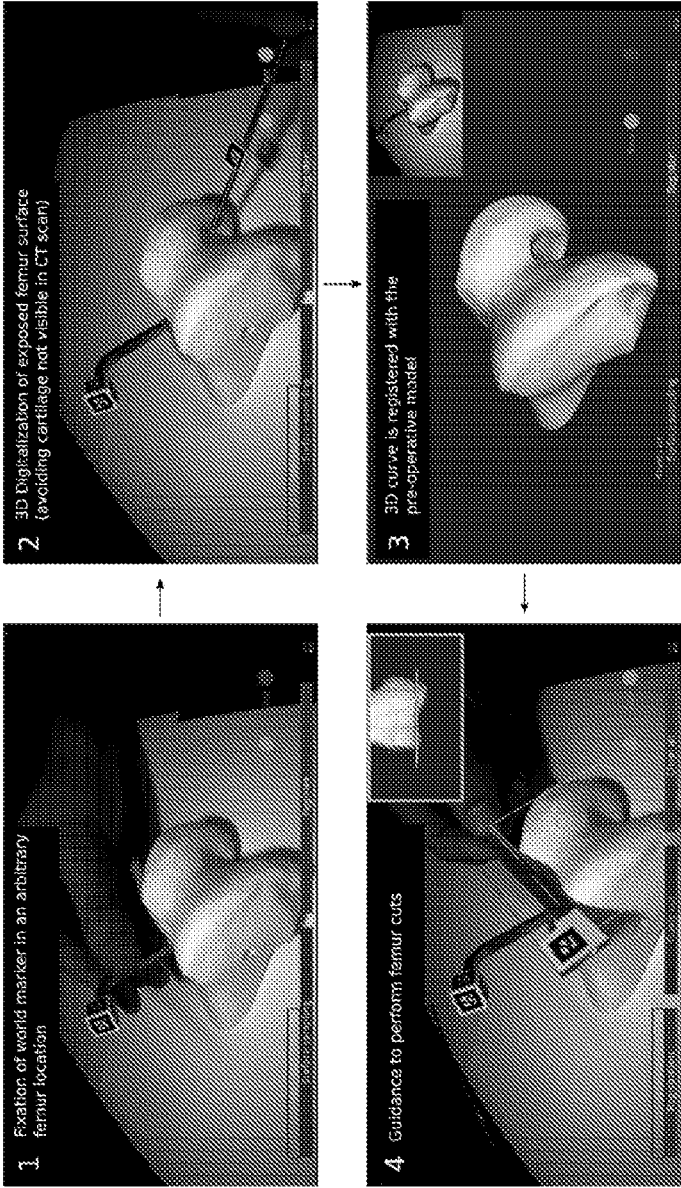 1 Fixation of world marker in an arbitrary
femur location
2 3D Digitalization of exposed femur surface
(avoiding cartilage not visible in CT scan)
3 3D curve is registered with the
pre-operative model
4 Guidance to perform femur cuts